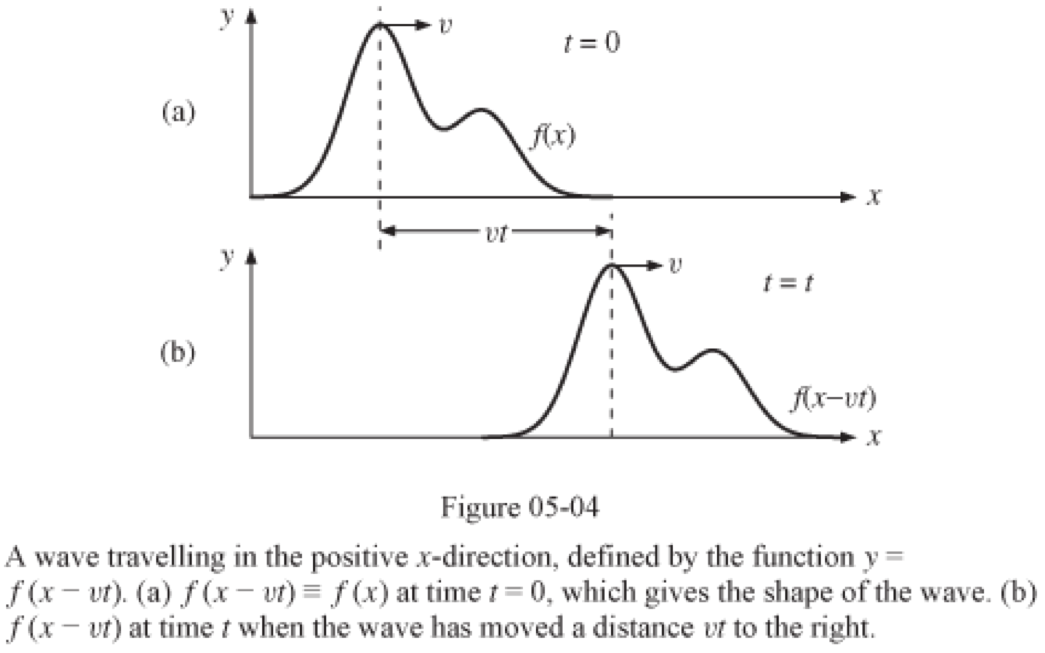 y
v
t = 0
(a)
f(x)
x
vt
y
v
t = t
(b)
f(x−vt)
x
Figure 05-04
A wave travelling in the positive x-direction, defined by the function y =
f (x − vt). (a) f (x − vt) ≡ f (x) at time t = 0, which gives the shape of the wave. (b)
f (x − vt) at time t when the wave has moved a distance vt to the right.